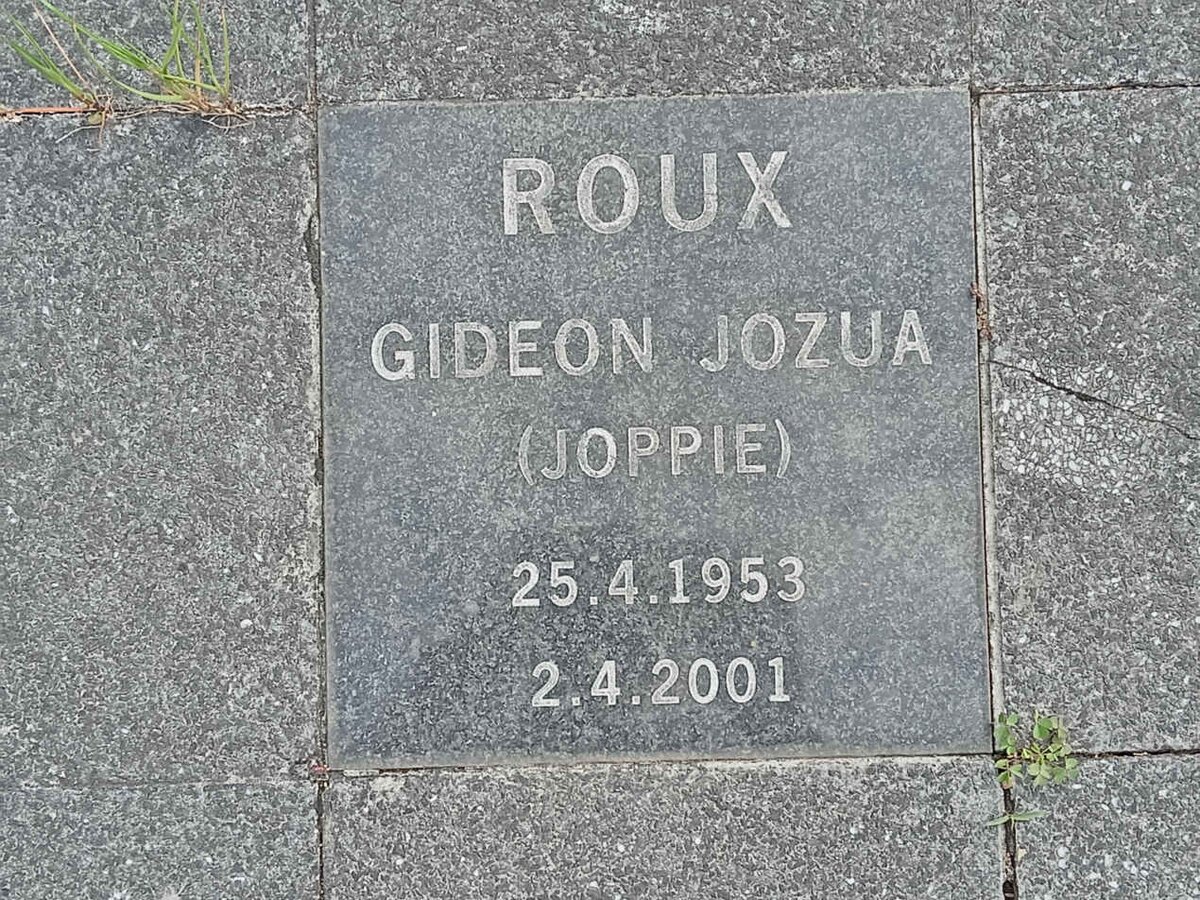 ROUX
GIDEON JOZUA
(JOPPIE)
25.4.1953
2.4.2001